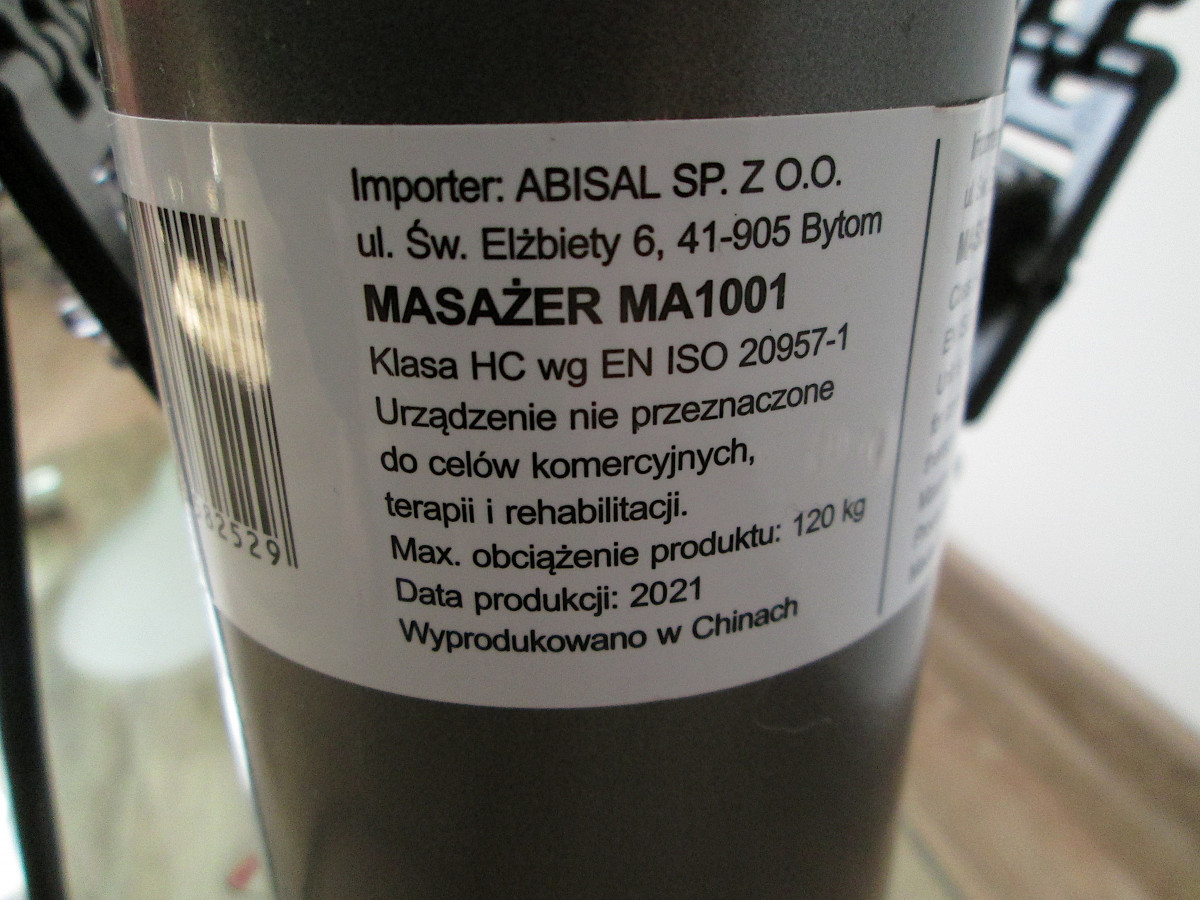 Importer: ABISAL SP. Z O.O.
ul. Św. Elżbiety 6, 41-905 Bytom
MASAŻER MA1001
Klasa HC wg EN ISO 20957-1
Urządzenie nie przeznaczone
do celów komercyjnych,
terapii i rehabilitacji.
Max. obciążenie produktu: 120 kg
Data produkcji: 2021
Wyprodukowano w Chinach
82529